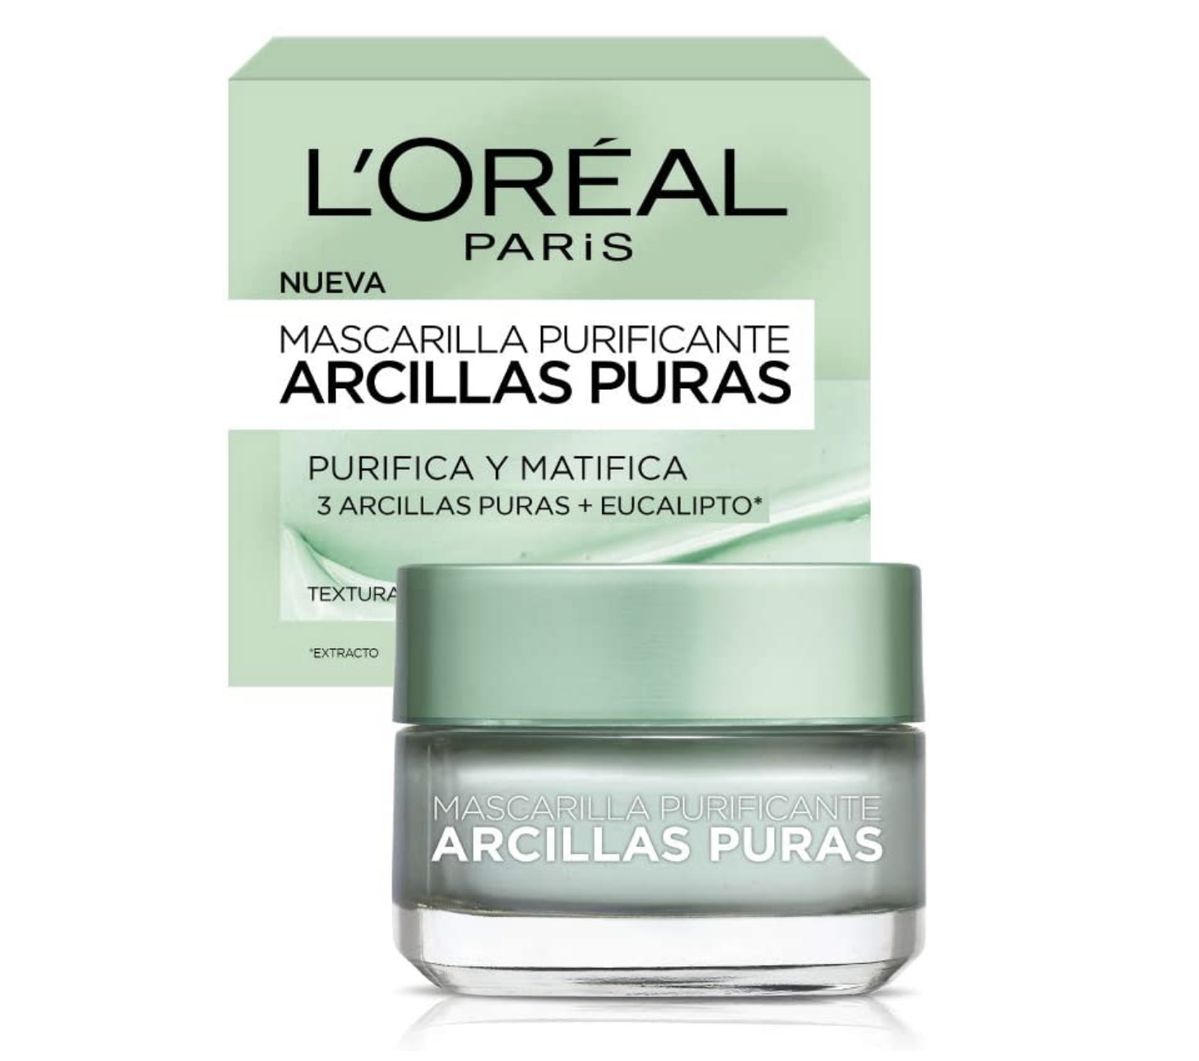 L'ORÉAL
PARiS
NUEVA
MASCARILLA PURIFICANTE
ARCILLAS PURAS
PURIFICA Y MATIFICA
3 ARCILLAS PURAS + EUCALIPTO*
TEXTURA
*EXTRACTO
MASCARILLA PURIFICANTE
ARCILLAS PURAS